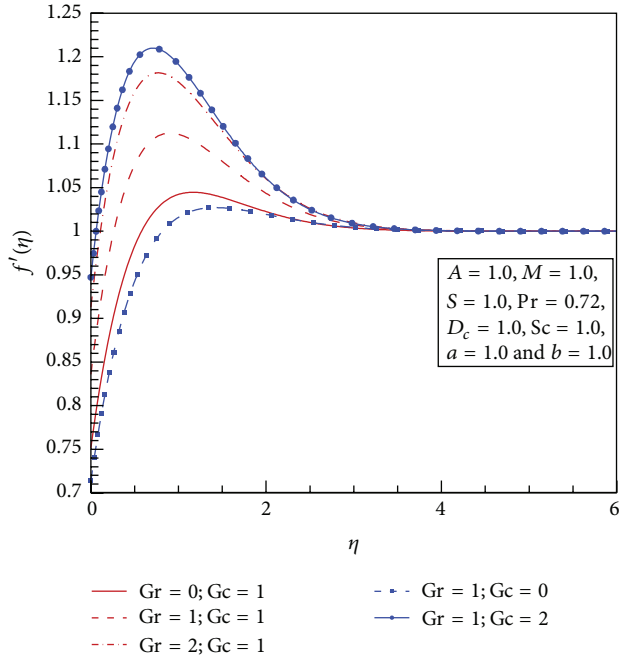 1.25
1.2
1.15
1.1
1.05
1
0.95
0.9
0.85
0.8
0.75
0.7
f′(η)
A = 1.0, M = 1.0,
S = 1.0, Pr = 0.72,
D_c = 1.0, Sc = 1.0,
a = 1.0 and b = 1.0
0 2 4 6
η
Gr = 0; Gc = 1
Gr = 1; Gc = 1
Gr = 2; Gc = 1
Gr = 1; Gc = 0
Gr = 1; Gc = 2